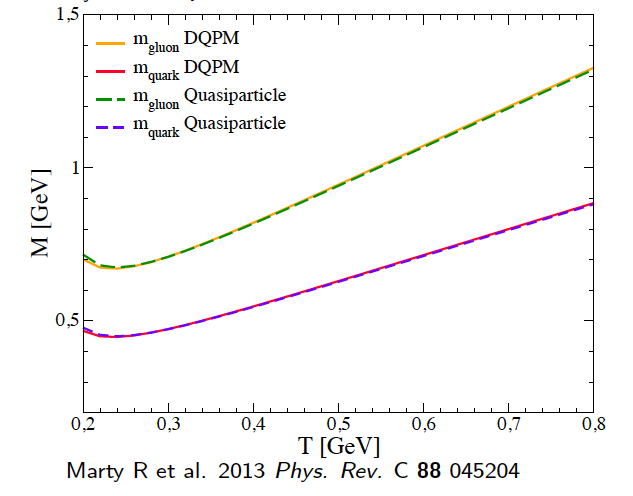 1,5
m_gluon DQPM
m_quark DQPM
m_gluon Quasiparticle
m_quark Quasiparticle
1
M [GeV]
0,5
0,2 0,3 0,4 0,5 0,6 0,7 0,8
T [GeV]
Marty R et al. 2013 Phys. Rev. C 88 045204